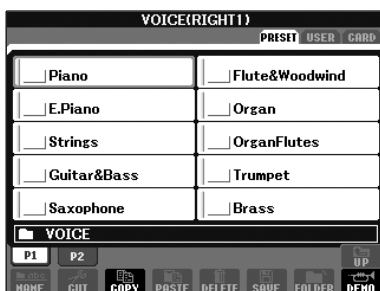 VOICE(RIGHT1)
PRESET USER CARD
Piano
Flute&Woodwind
E.Piano
Organ
Strings
OrganFlutes
Guitar&Bass
Trumpet
Saxophone
Brass
VOICE
P1 P2
UP
abc
NAME CUT COPY PASTE DELETE SAVE FOLDER DEMO